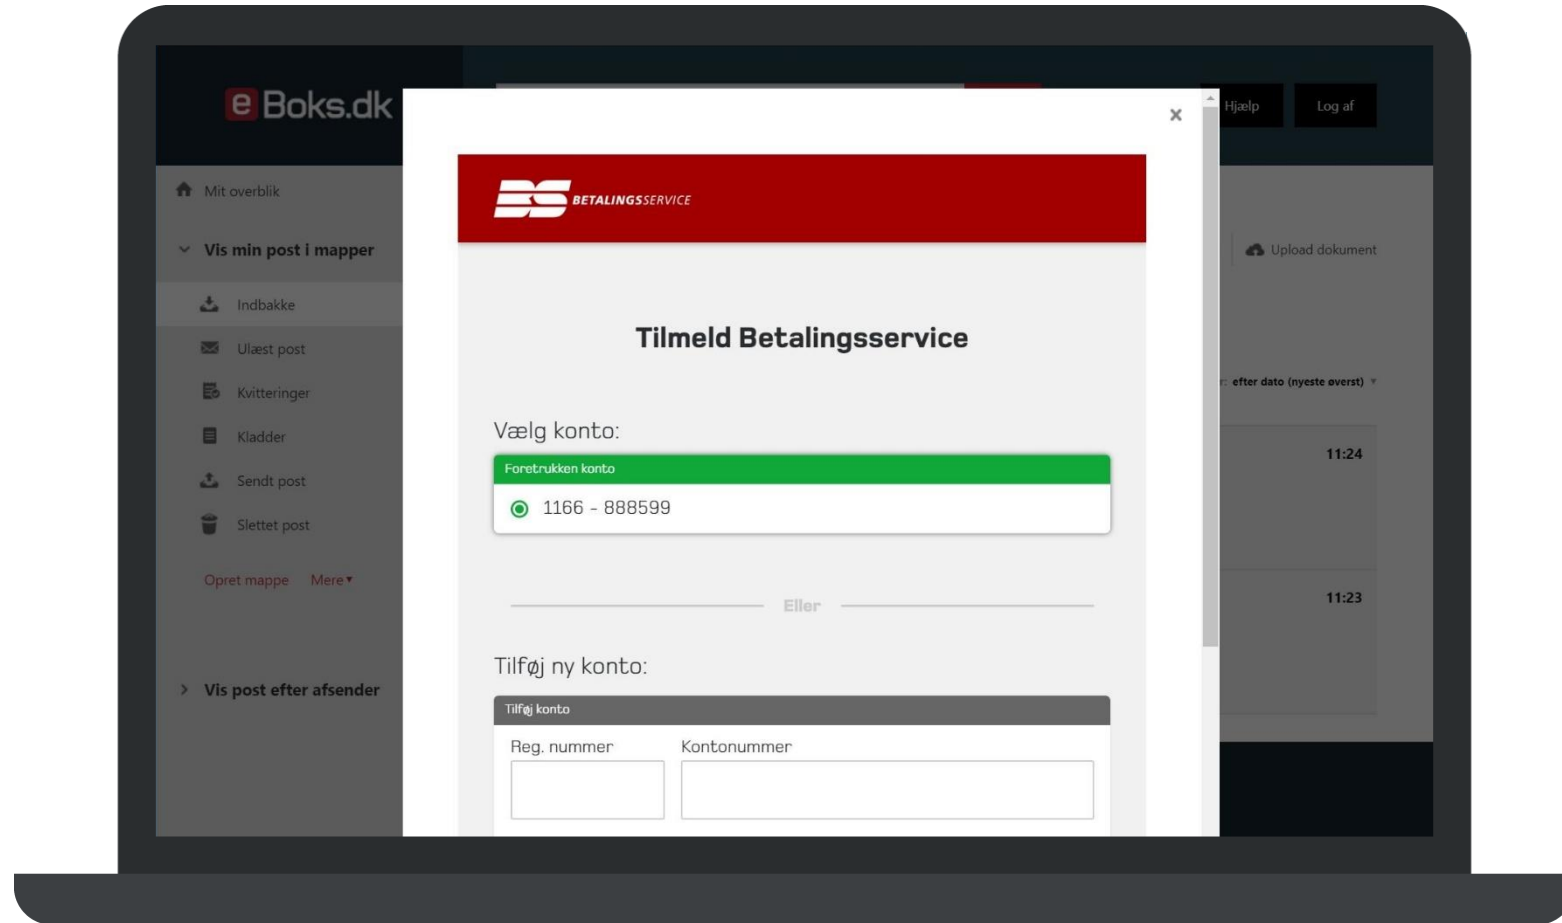 e Boks.dk
Hjælp
Log af
Mit overblik
Vis min post i mapper
Indbakke
Ulæst post
Kvitteringer
Kladder
Sendt post
Slettet post
Opret mappe Mere
Vis post efter afsender
BS BETALINGSSERVICE
Tilmeld Betalingsservice
Vælg konto:
Foretrukken konto
1166 - 888599
Eller
Tilføj ny konto:
Tilføj konto
Reg. nummer Kontonummer
Upload dokument
efter dato (nyeste øverst)
11:24
11:23